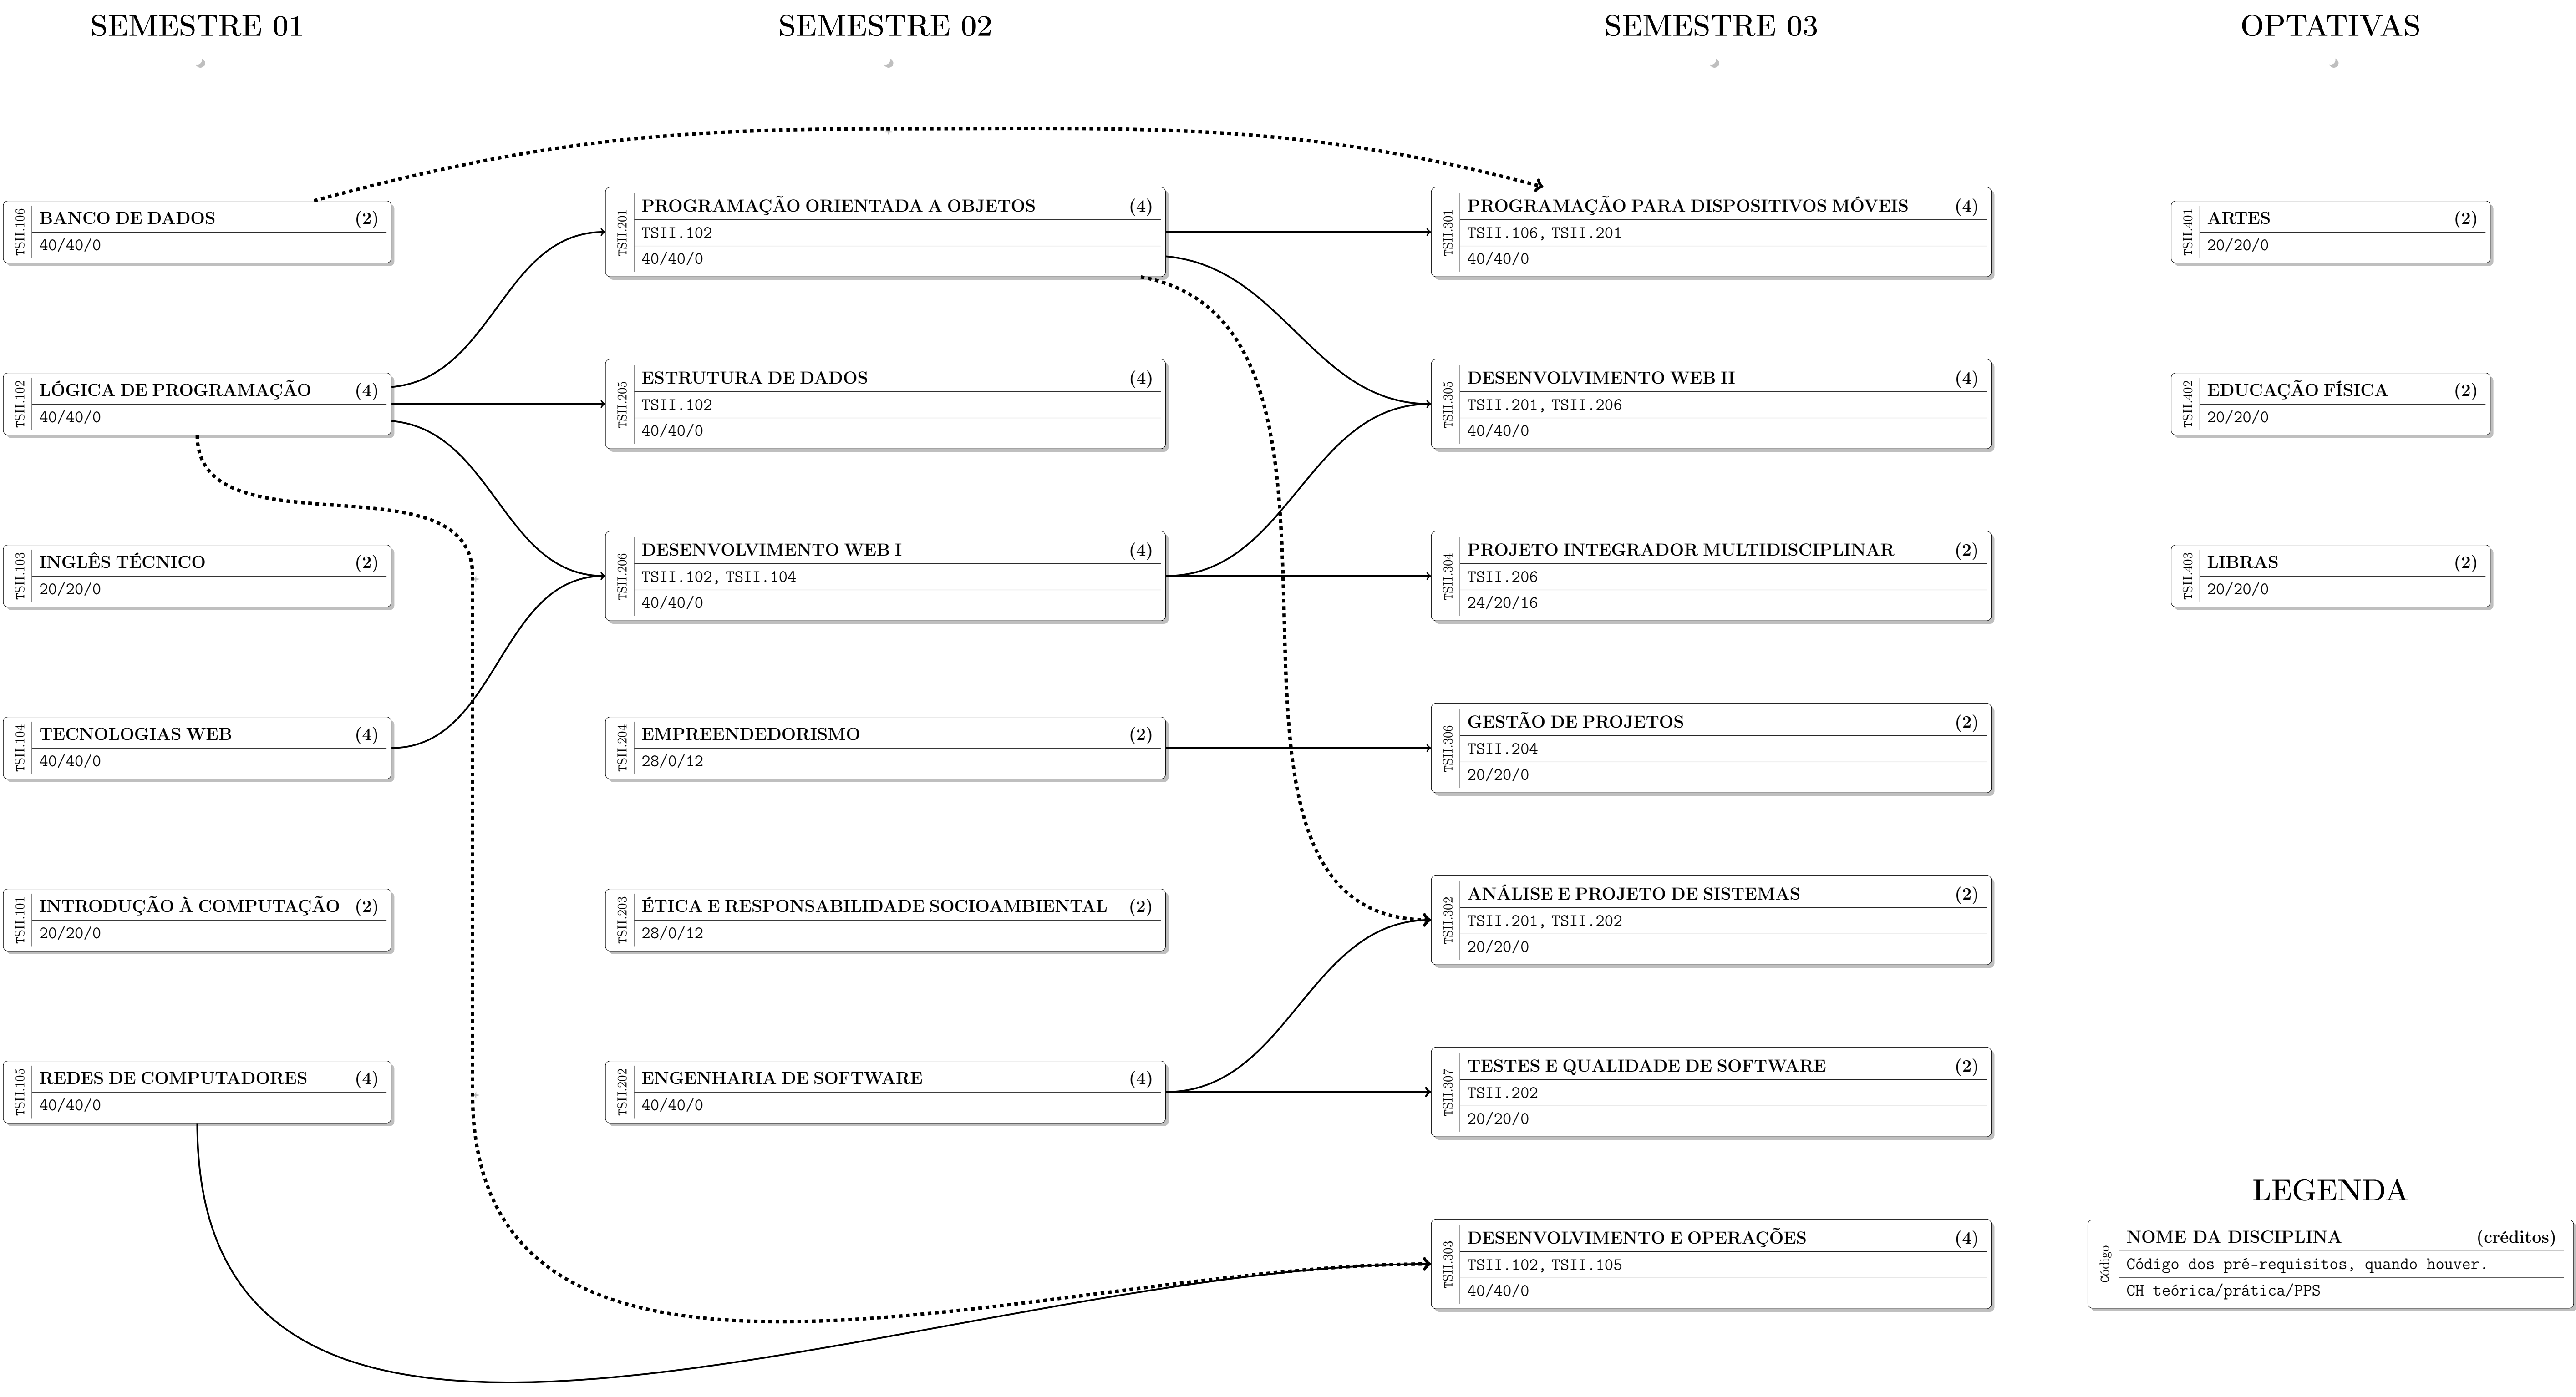 SEMESTRE 01
TSII.106
BANCO DE DADOS (2)
40/40/0
TSII.102
LÓGICA DE PROGRAMAÇÃO (4)
40/40/0
TSII.103
INGLÊS TÉCNICO (2)
20/20/0
TSII.104
TECNOLOGIAS WEB (4)
40/40/0
TSII.101
INTRODUÇÃO À COMPUTAÇÃO (2)
20/20/0
TSII.105
REDES DE COMPUTADORES (4)
40/40/0
SEMESTRE 02
TSII.201
PROGRAMAÇÃO ORIENTADA A OBJETOS (4)
TSII.102
40/40/0
TSII.205
ESTRUTURA DE DADOS (4)
TSII.102
40/40/0
TSII.206
DESENVOLVIMENTO WEB I (4)
TSII.102, TSII.104
40/40/0
TSII.204
EMPREENDEDORISMO (2)
28/0/12
TSII.203
ÉTICA E RESPONSABILIDADE SOCIOAMBIENTAL (2)
28/0/12
TSII.202
ENGENHARIA DE SOFTWARE (4)
40/40/0
SEMESTRE 03
TSII.301
PROGRAMAÇÃO PARA DISPOSITIVOS MÓVEIS (4)
TSII.106, TSII.201
40/40/0
TSII.305
DESENVOLVIMENTO WEB II (4)
TSII.201, TSII.206
40/40/0
TSII.304
PROJETO INTEGRADOR MULTIDISCIPLINAR (2)
TSII.206
24/20/16
TSII.306
GESTÃO DE PROJETOS (2)
TSII.204
20/20/0
TSII.302
ANÁLISE E PROJETO DE SISTEMAS (2)
TSII.201, TSII.202
20/20/0
TSII.307
TESTES E QUALIDADE DE SOFTWARE (2)
TSII.202
20/20/0
TSII.303
DESENVOLVIMENTO E OPERAÇÕES (4)
TSII.102, TSII.105
40/40/0
OPTATIVAS
TSII.401
ARTES (2)
20/20/0
TSII.402
EDUCAÇÃO FÍSICA (2)
20/20/0
TSII.403
LIBRAS (2)
20/20/0
LEGENDA
Código
NOME DA DISCIPLINA (créditos)
Código dos pré-requisitos, quando houver.
CH teórica/prática/PPS